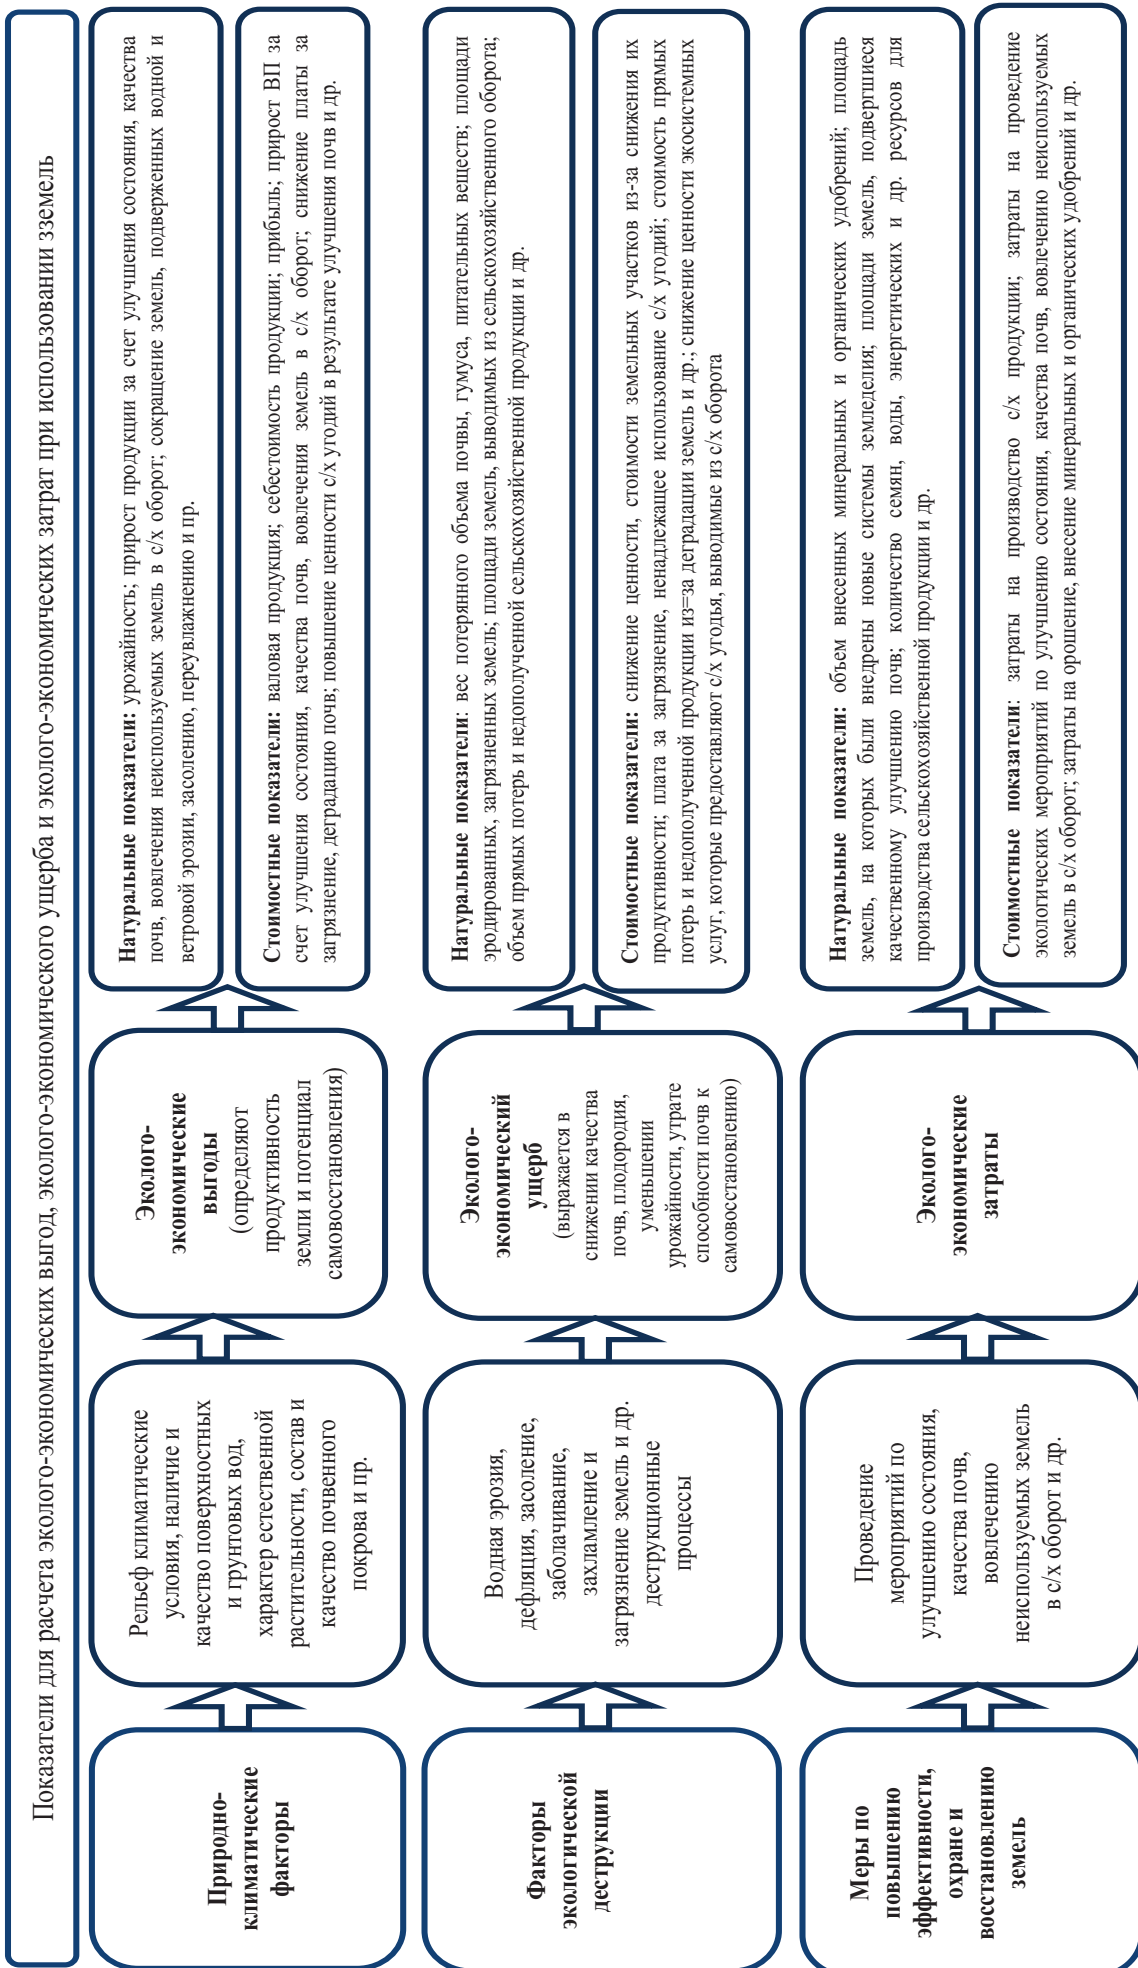 Показатели для расчета эколого-экономических выгод, эколого-экономического ущерба и эколого-экономических затрат при использовании зземель
Природно-
климатические
факторы
Рельеф климатические
условия, наличие и
качество поверхностных
и грунтовых вод,
характер естественной
растительности, состав и
качество почвенного
покрова и пр.
Эколого-
экономические
выгоды
(определяют
продуктивность
земли и потенциал
самовосстановления)
Натуральные показатели: урожайность; прирост продукции за счет улучшения состояния, качества
почв, вовлечения неиспользуемых земель в с/х оборот; сокращение земель, подверженных водной и
ветровой эрозии, засолению, переувлажнению и пр.
Стоимостные показатели: валовая продукция; себестоимость продукции; прибыль; прирост ВП за
счет улучшения состояния, качества почв, вовлечения земель в с/х оборот; снижение платы за
загрязнение, деградацию почв; повышение ценности с/х угодий в результате улучшения почв и др.
Факторы
экологической
деструкции
Водная эрозия,
дефляция, засоление,
заболачивание,
захламление и
загрязнение земель и др.
деструкционные
процессы
Эколого-
экономический
ущерб
(выражается в
снижении качества
почв, плодородия,
уменьшении
урожайности, утрате
способности почв к
самовосстановлению)
Натуральные показатели: вес потерянного объема почвы, гумуса, питательных веществ; площади
эродированных, загрязненных земель; площади земель, выводимых из сельскохозяйственного оборота;
объем прямых потерь и недополученной сельскохозяйственной продукции и др.
Стоимостные показатели: снижение ценности, стоимости земельных участков из-за снижения их
продуктивности; плата за загрязнение, ненадлежащее использование с/х угодий; стоимость прямых
потерь и недополученной продукции из=за деградации земель и др.; снижение ценности экосистемных
услуг, которые предоставляют с/х угодья, выводимые из с/х оборота
Меры по
повышению
эффективности,
охране и
восстановлению
земель
Проведение
мероприятий по
улучшению состояния,
качества почв,
вовлечению
неиспользуемых земель
в с/х оборот и др.
Эколого-
экономические
затраты
Натуральные показатели: объем внесенных минеральных и органических удобрений; площадь
земель, на которых были внедрены новые системы земледелия; площади земель, подвергшиеся
качественному улучшению почв; количество семян, воды, энергетических и др. ресурсов для
производства сельскохозяйственной продукции и др.
Стоимостные показатели: затраты на производство с/х продукции; затраты на проведение
экологических мероприятий по улучшению состояния, качества почв, вовлечению неиспользуемых
земель в с/х оборот; затраты на орошение, внесение минеральных и органических удобрений и др.